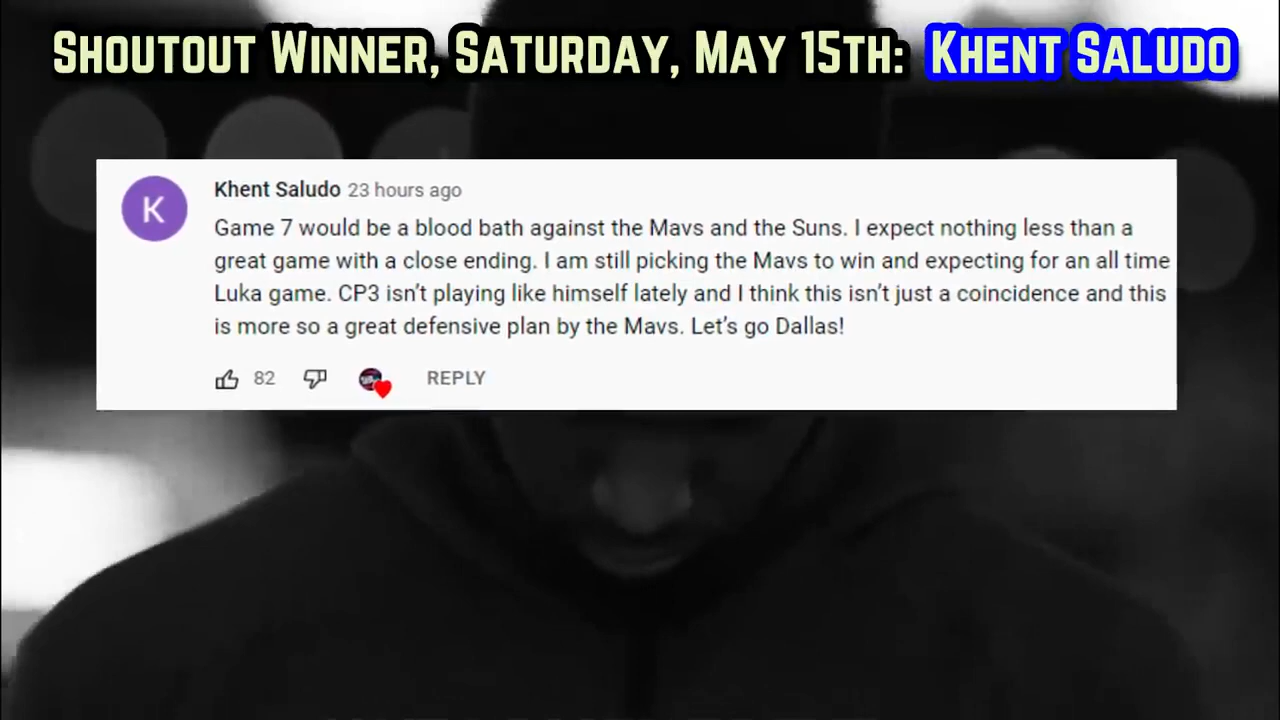 Shoutout Winner, Saturday, May 15th: Khent Saludo
K
Khent Saludo 23 hours ago
Game 7 would be a blood bath against the Mavs and the Suns. I expect nothing less than a
great game with a close ending. I am still picking the Mavs to win and expecting for an all time
Luka game. CP3 isn’t playing like himself lately and I think this isn’t just a coincidence and this
is more so a great defensive plan by the Mavs. Let’s go Dallas!
82 REPLY